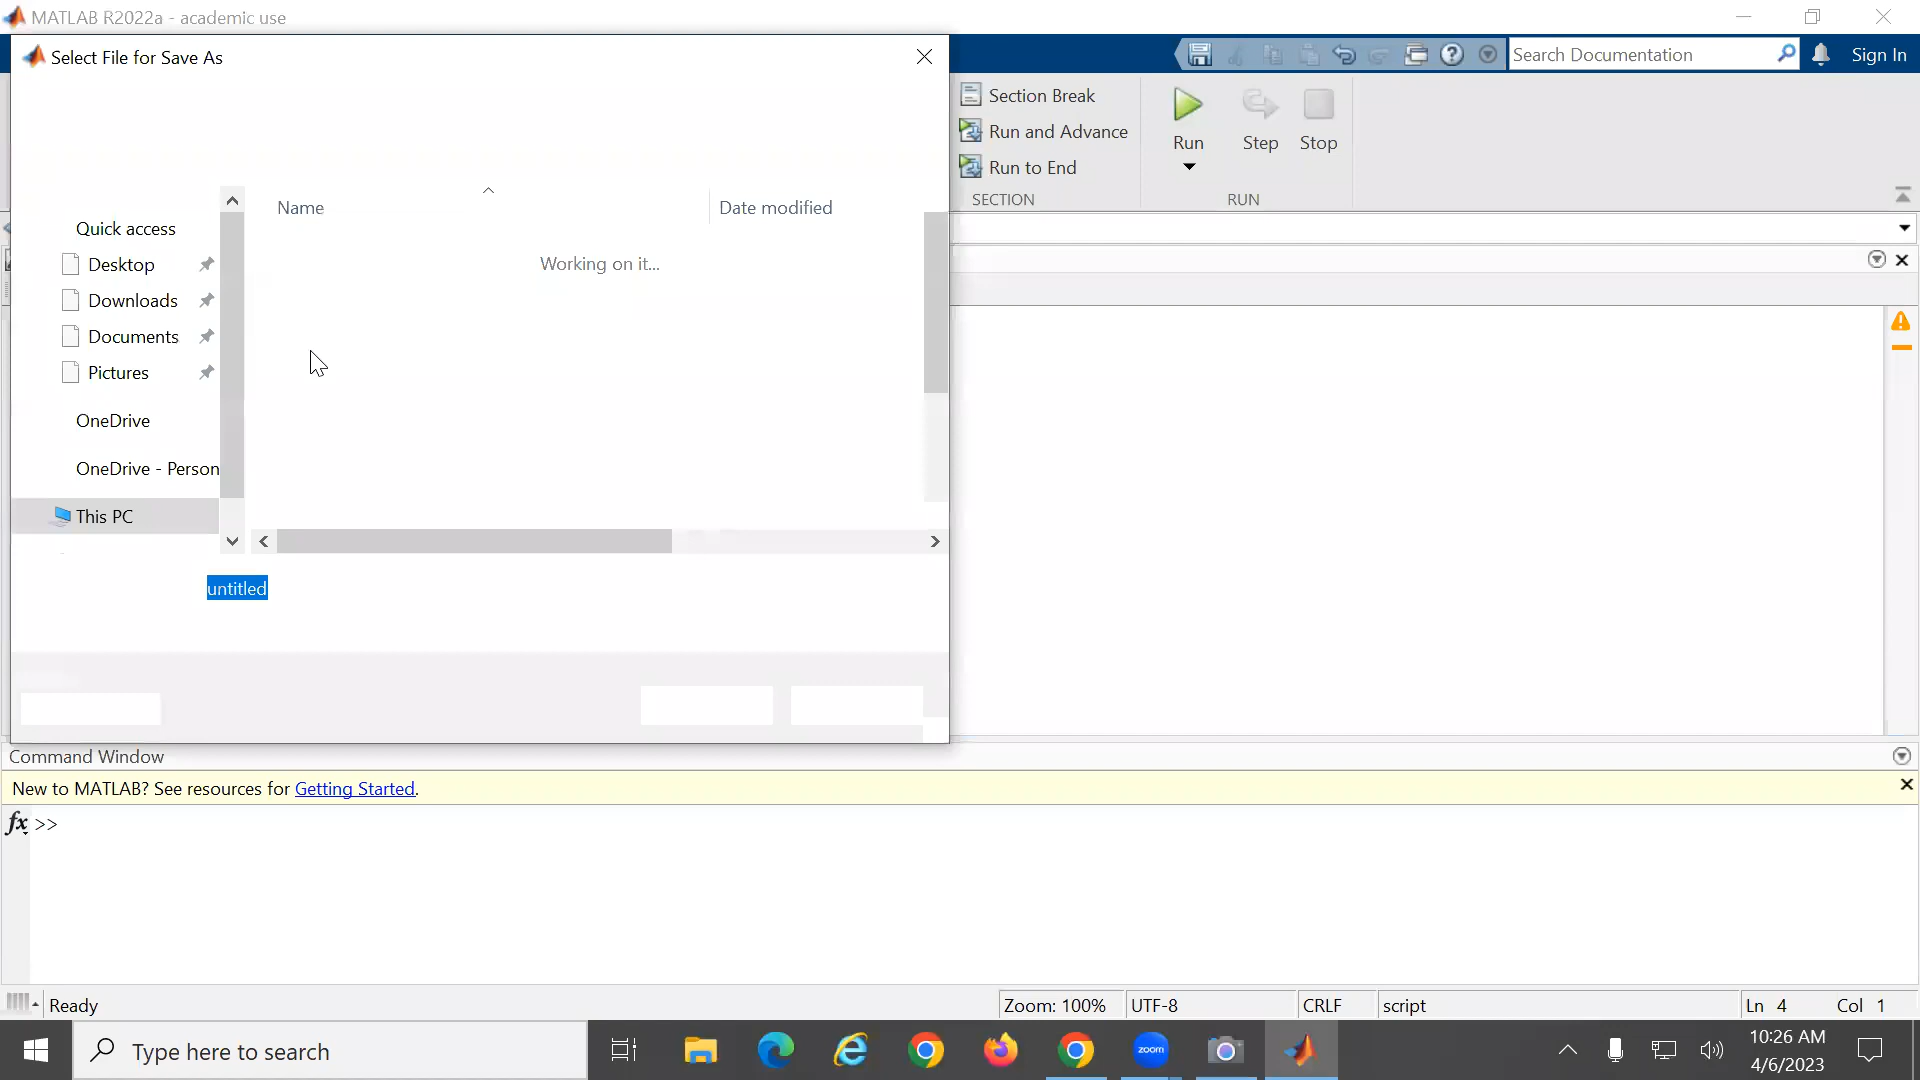 MATLAB R2022a - academic use
Select File for Save As
Search Documentation
Sign In
Section Break
Run and Advance
Run to End
SECTION
Run
Step
Stop
RUN
Name
Date modified
Working on it...
Quick access
Desktop
Downloads
Documents
Pictures
OneDrive
OneDrive - Person
This PC
untitled
Command Window
New to MATLAB? See resources for Getting Started.
fx >>
Ready
Zoom: 100%
UTF-8
CRLF
script
Ln 4
Col 1
Type here to search
zoom
10:26 AM
4/6/2023